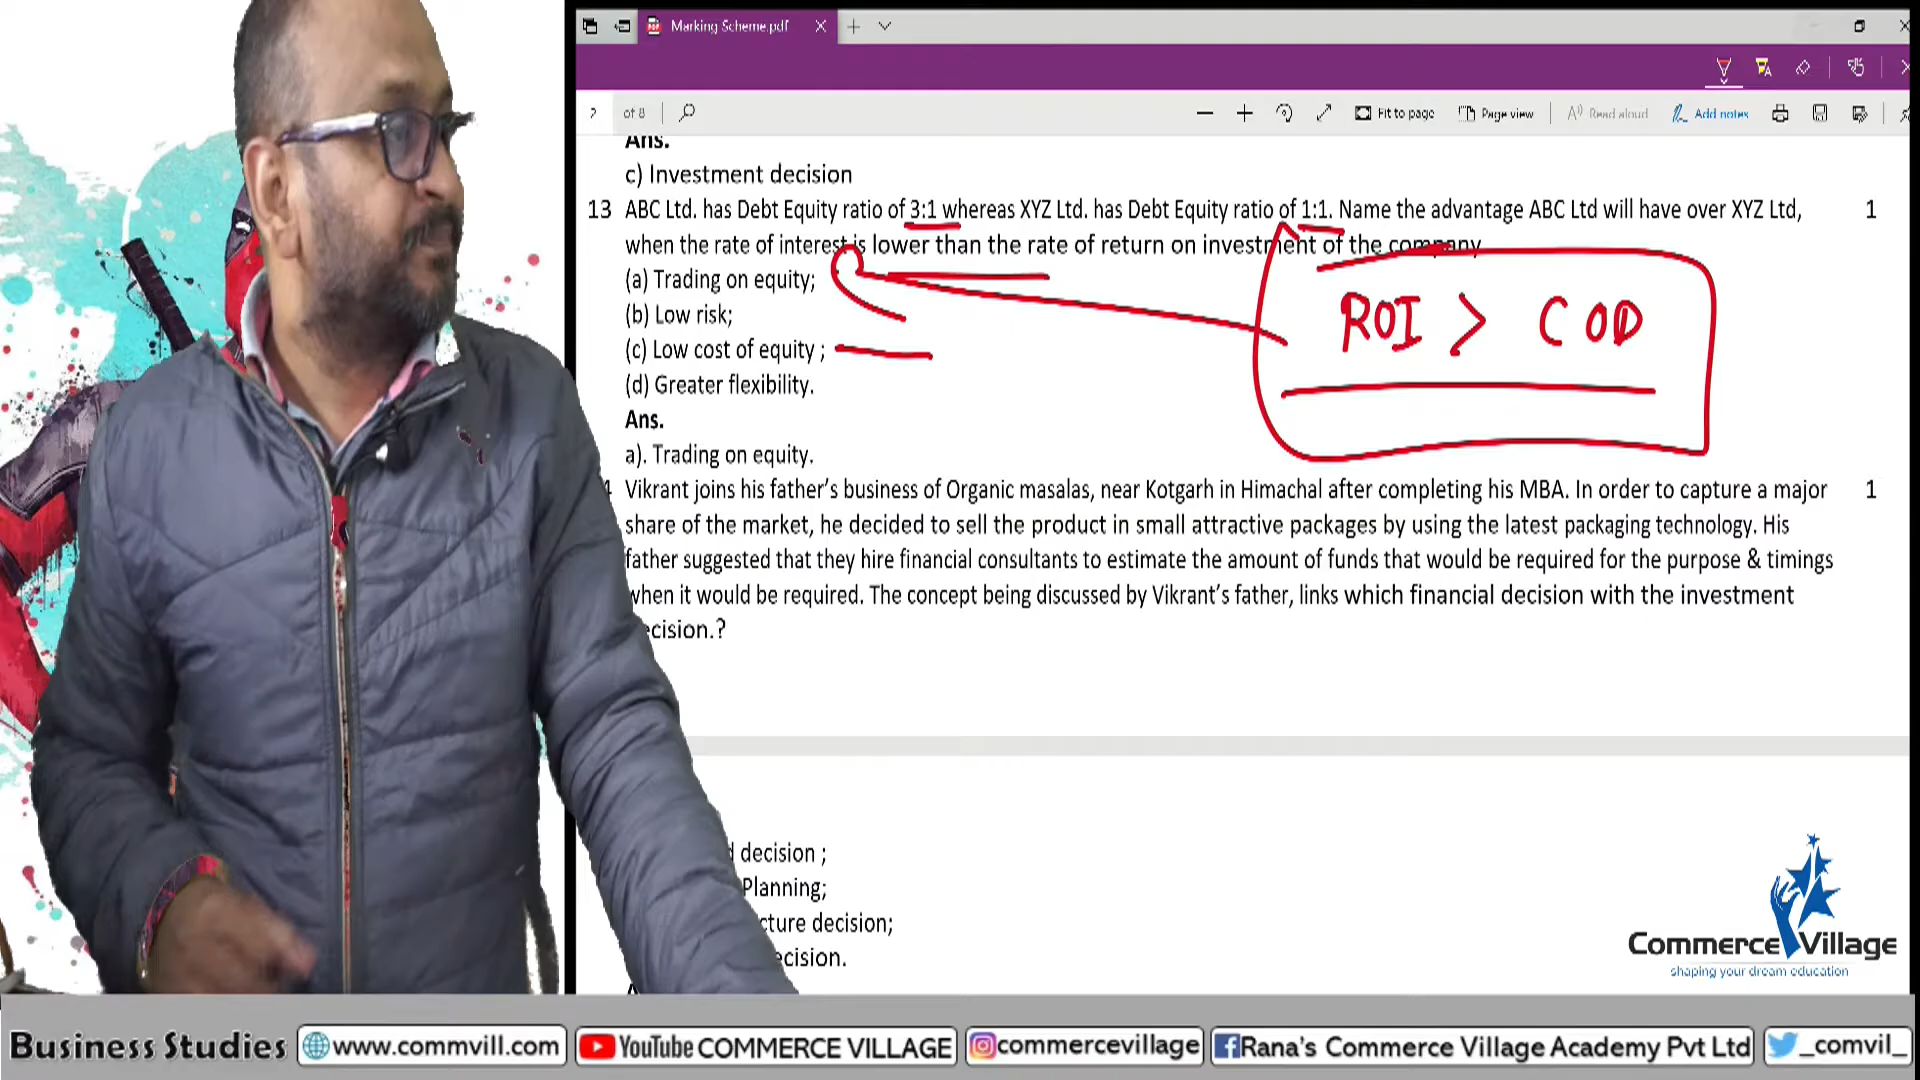 Marking Scheme.pdf
2 of 8
Fit to page
Page view
Read aloud
Add notes
Ans.
c) Investment decision
13 ABC Ltd. has Debt Equity ratio of 3:1 whereas XYZ Ltd. has Debt Equity ratio of 1:1. Name the advantage ABC Ltd will have over XYZ Ltd, 1
when the rate of interest is lower than the rate of return on investment of the company
(a) Trading on equity;
(b) Low risk;
(c) Low cost of equity ;
(d) Greater flexibility.
ROI > COD
Ans.
a). Trading on equity.
4 Vikrant joins his father's business of Organic masalas, near Kotgarh in Himachal after completing his MBA. In order to capture a major 1
share of the market, he decided to sell the product in small attractive packages by using the latest packaging technology. His
father suggested that they hire financial consultants to estimate the amount of funds that would be required for the purpose & timings
when it would be required. The concept being discussed by Vikrant's father, links which financial decision with the investment
ecision.?
d decision ;
Planning;
cture decision;
ecision.
Commerce Village
shaping your dream education
Business Studies
www.commvill.com
YouTube COMMERCE VILLAGE
commercevillage
Rana's Commerce Village Academy Pvt Ltd
_comvil_